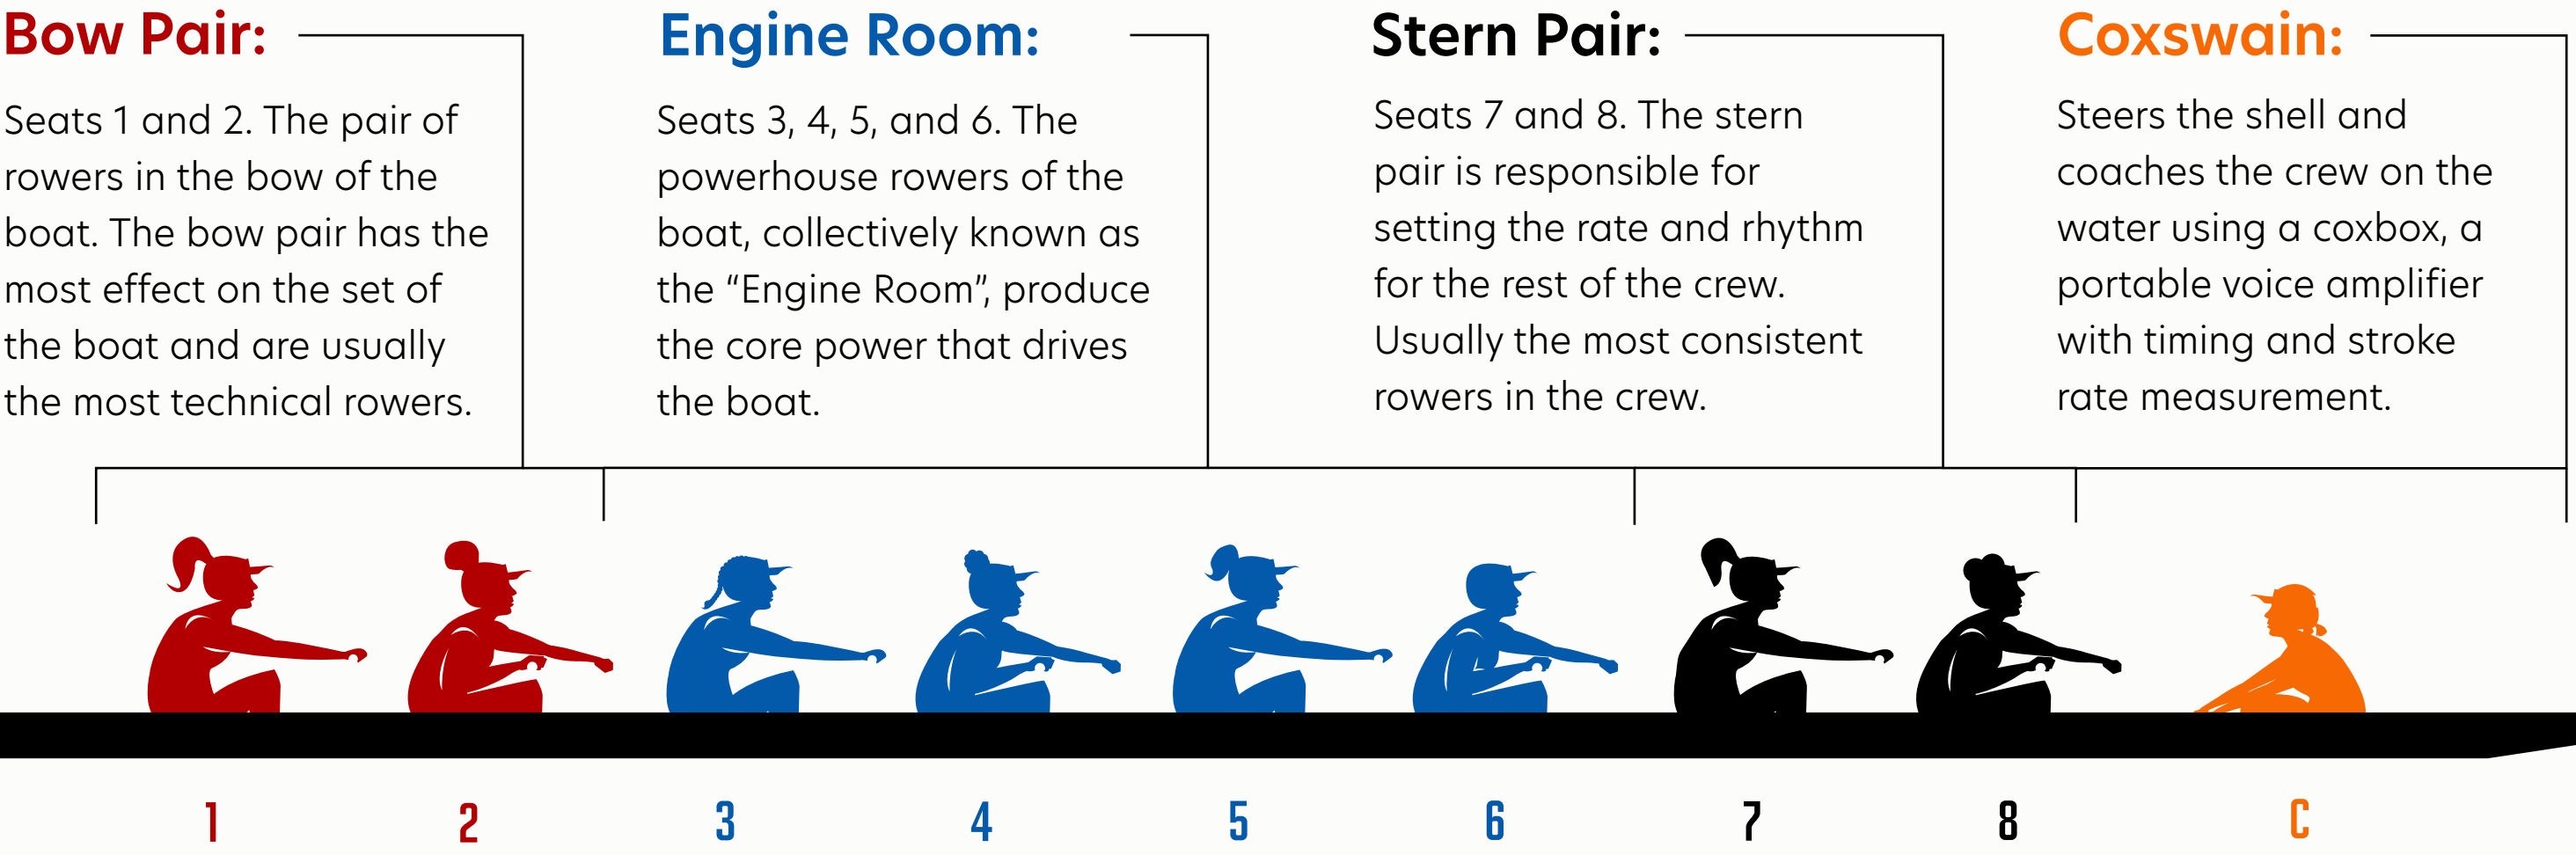 Bow Pair:
Seats 1 and 2. The pair of
rowers in the bow of the
boat. The bow pair has the
most effect on the set of
the boat and are usually
the most technical rowers.
Engine Room:
Seats 3, 4, 5, and 6. The
powerhouse rowers of the
boat, collectively known as
the “Engine Room”, produce
the core power that drives
the boat.
Stern Pair:
Seats 7 and 8. The stern
pair is responsible for
setting the rate and rhythm
for the rest of the crew.
Usually the most consistent
rowers in the crew.
Coxswain:
Steers the shell and
coaches the crew on the
water using a coxbox, a
portable voice amplifier
with timing and stroke
rate measurement.
1 2 3 4 5 6 7 8 C